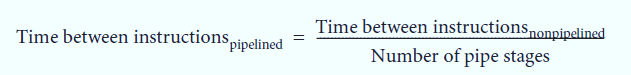 Time between instructions pipelined = Time between instructions nonpipelined
Number of pipe stages